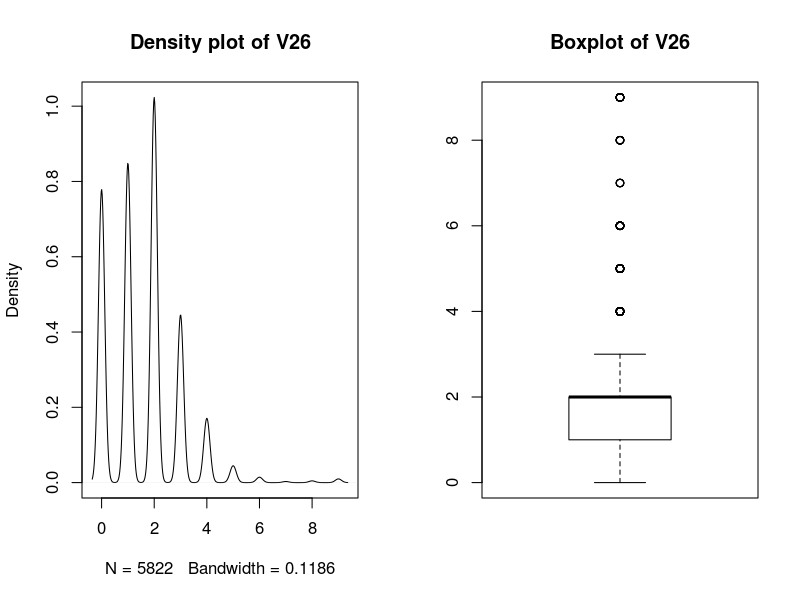 Density plot of V26
Density
0.0 0.2 0.4 0.6 0.8 1.0
0 2 4 6 8
N = 5822 Bandwidth = 0.1186
Boxplot of V26
0 2 4 6 8